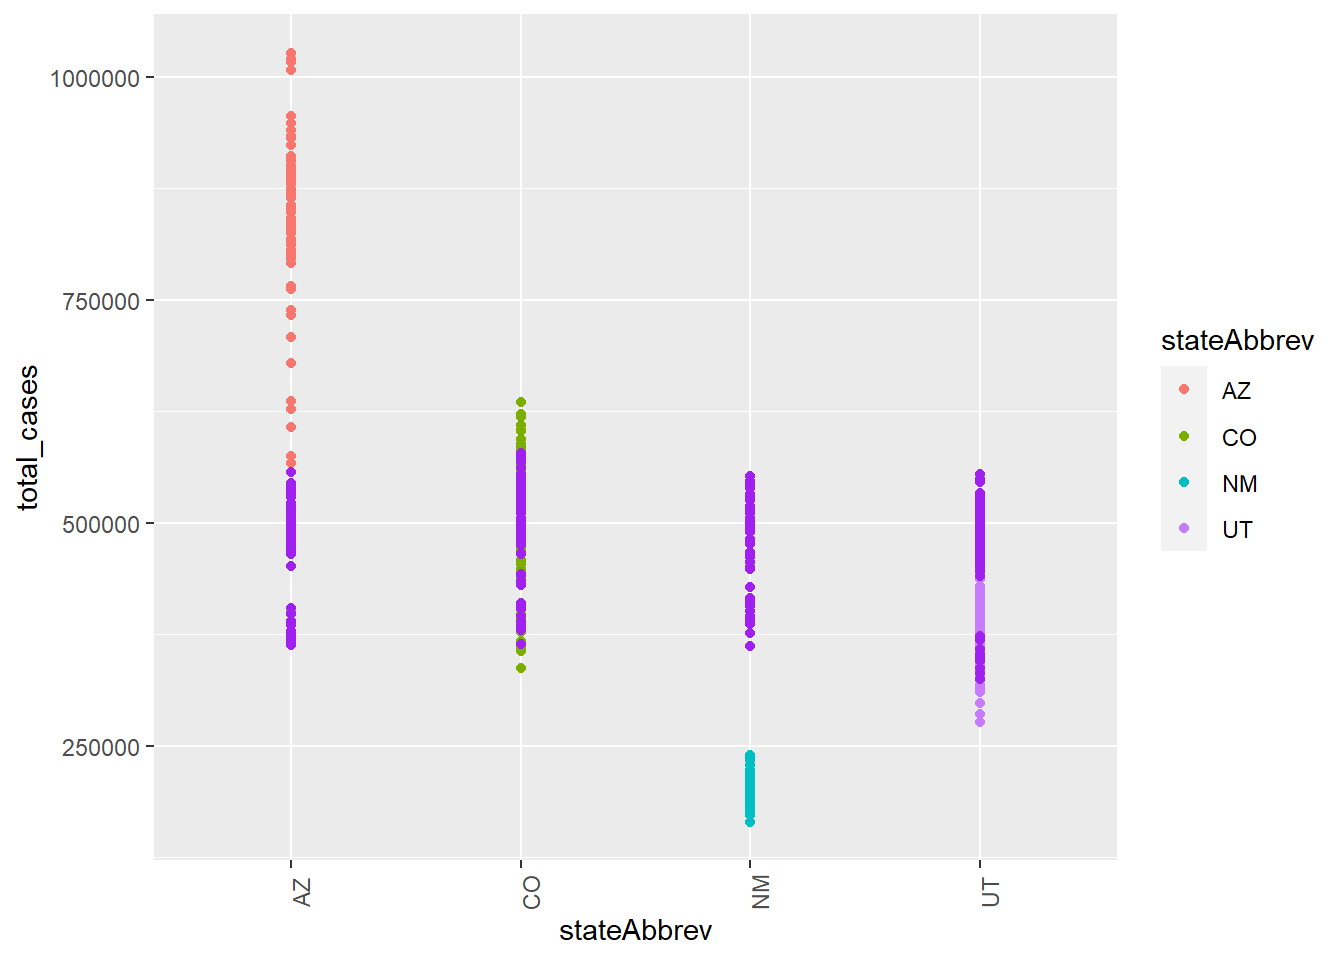 1000000
750000
500000
250000
total_cases
AZ
CO
NM
UT
stateAbbrev
stateAbbrev
AZ
CO
NM
UT